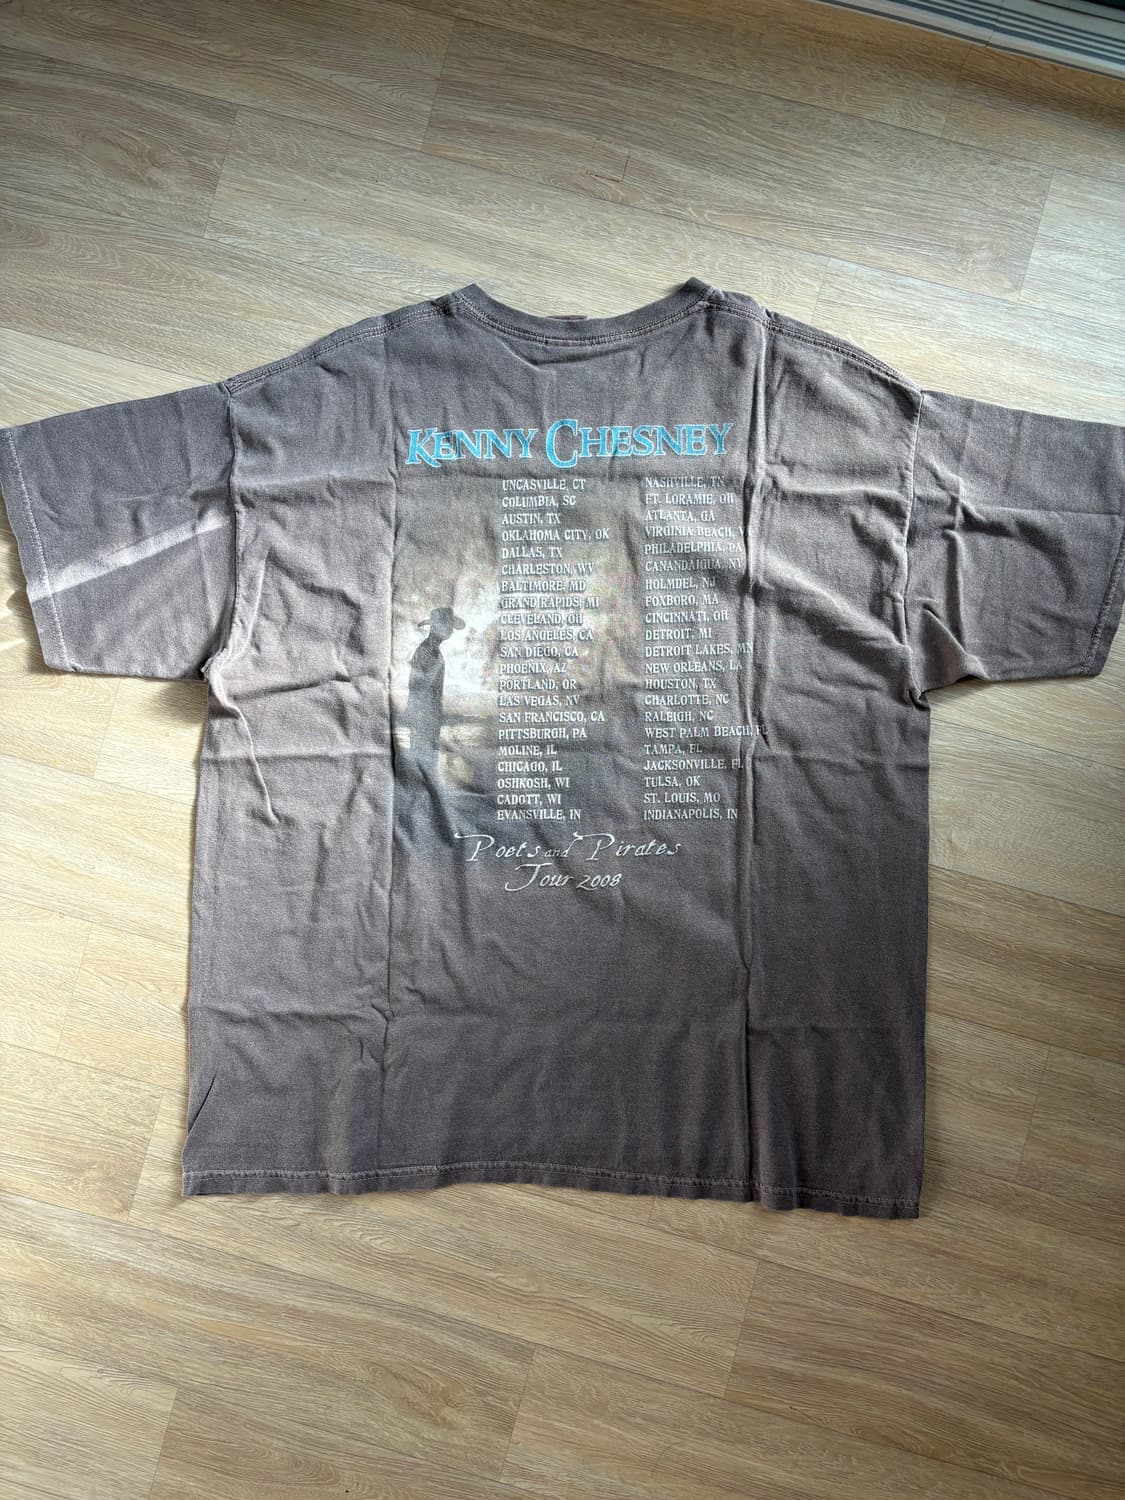 KENNY CHESNEY
UNCASVILLE, CT
COLUMBIA, SC
AUSTIN, TX
OKLAHOMA CITY, OK
DALLAS, TX
CHARLESTON, WV
BALTIMORE, MD
GRAND RAPIDS, MI
CLEVELAND, OH
LOS ANGELES, CA
SAN DIEGO, CA
PHOENIX, AZ
PORTLAND, OR
LAS VEGAS, NV
SAN FRANCISCO, CA
PITTSBURGH, PA
MOLINE, IL
CHICAGO, IL
OSHKOSH, WI
CADOTT, WI
EVANSVILLE, IN
NASHVILLE, TN
FT. LORAMIE, OH
ATLANTA, GA
VIRGINIA BEACH,
PHILADELPHIA, PA
CANANDAIGUA, NY
HOLMDEL, NJ
FOXBORO, MA
CINCINNATI, OH
DETROIT, MI
DETROIT LAKES, MN
NEW ORLEANS, LA
HOUSTON, TX
CHARLOTTE, NC
RALEIGH, NC
WEST PALM BEACH, FL
TAMPA, FL
JACKSONVILLE, FL
TULSA, OK
ST. LOUIS, MO
INDIANAPOLIS, IN
Poets and Pirates
Tour 2008